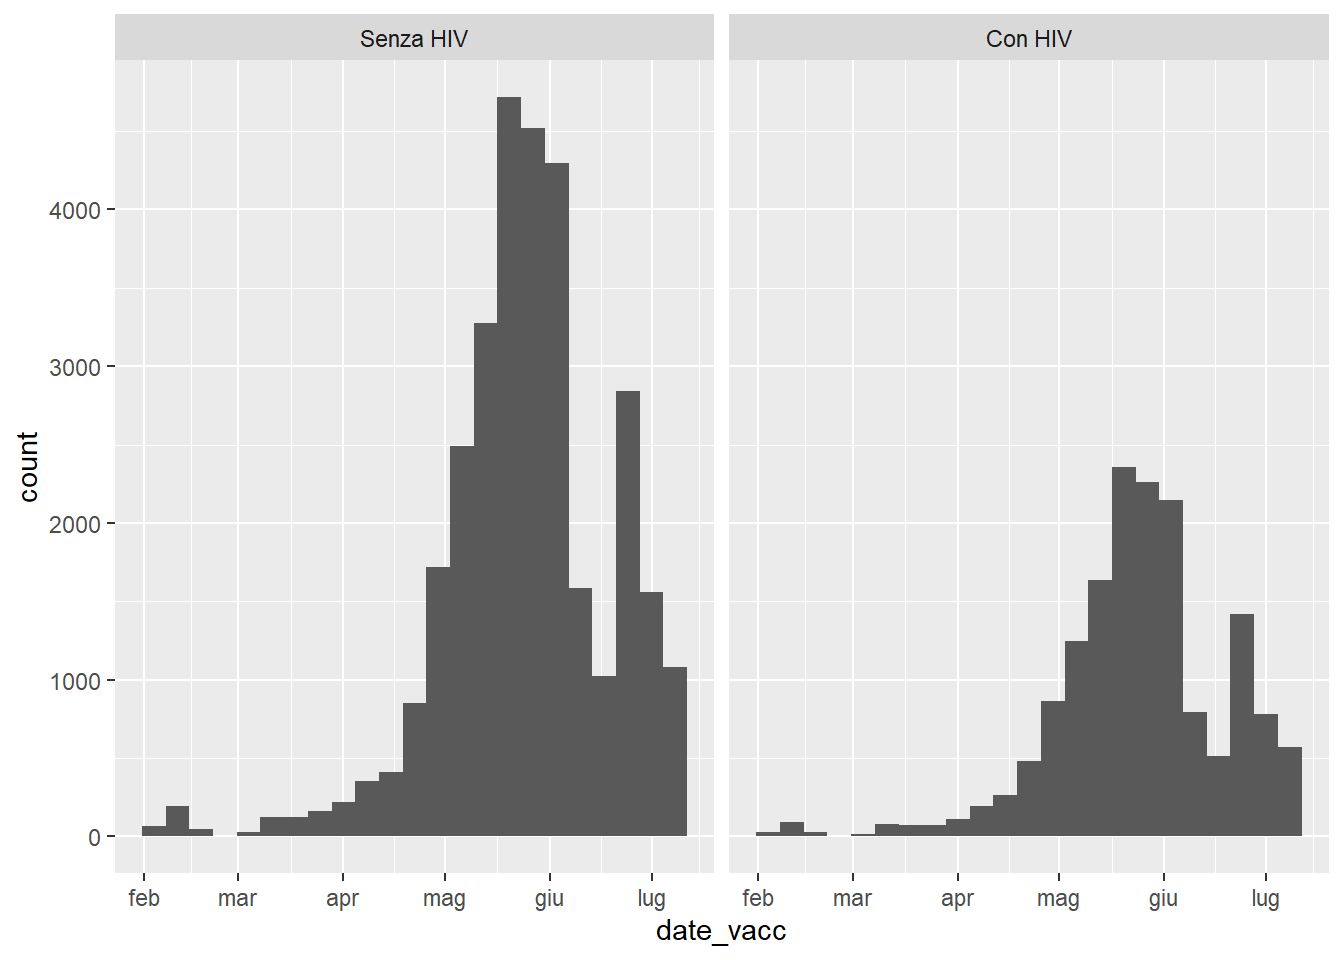 Senza HIV
Con HIV
count
4000
3000
2000
1000
0
feb mar apr mag giu lug
feb mar apr mag giu lug
date_vacc